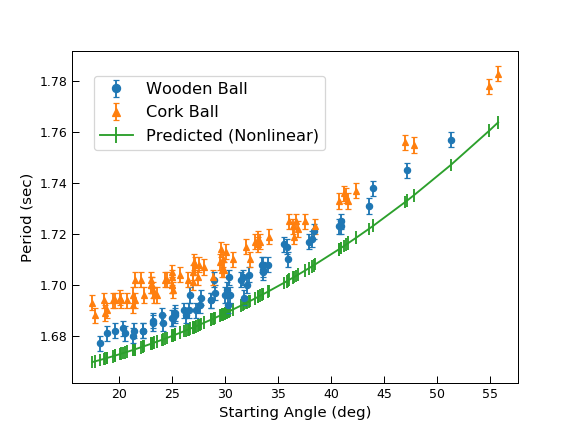 1.78
1.76
1.74
1.72
1.70
1.68
Period (sec)
Wooden Ball
Cork Ball
Predicted (Nonlinear)
20 25 30 35 40 45 50 55
Starting Angle (deg)